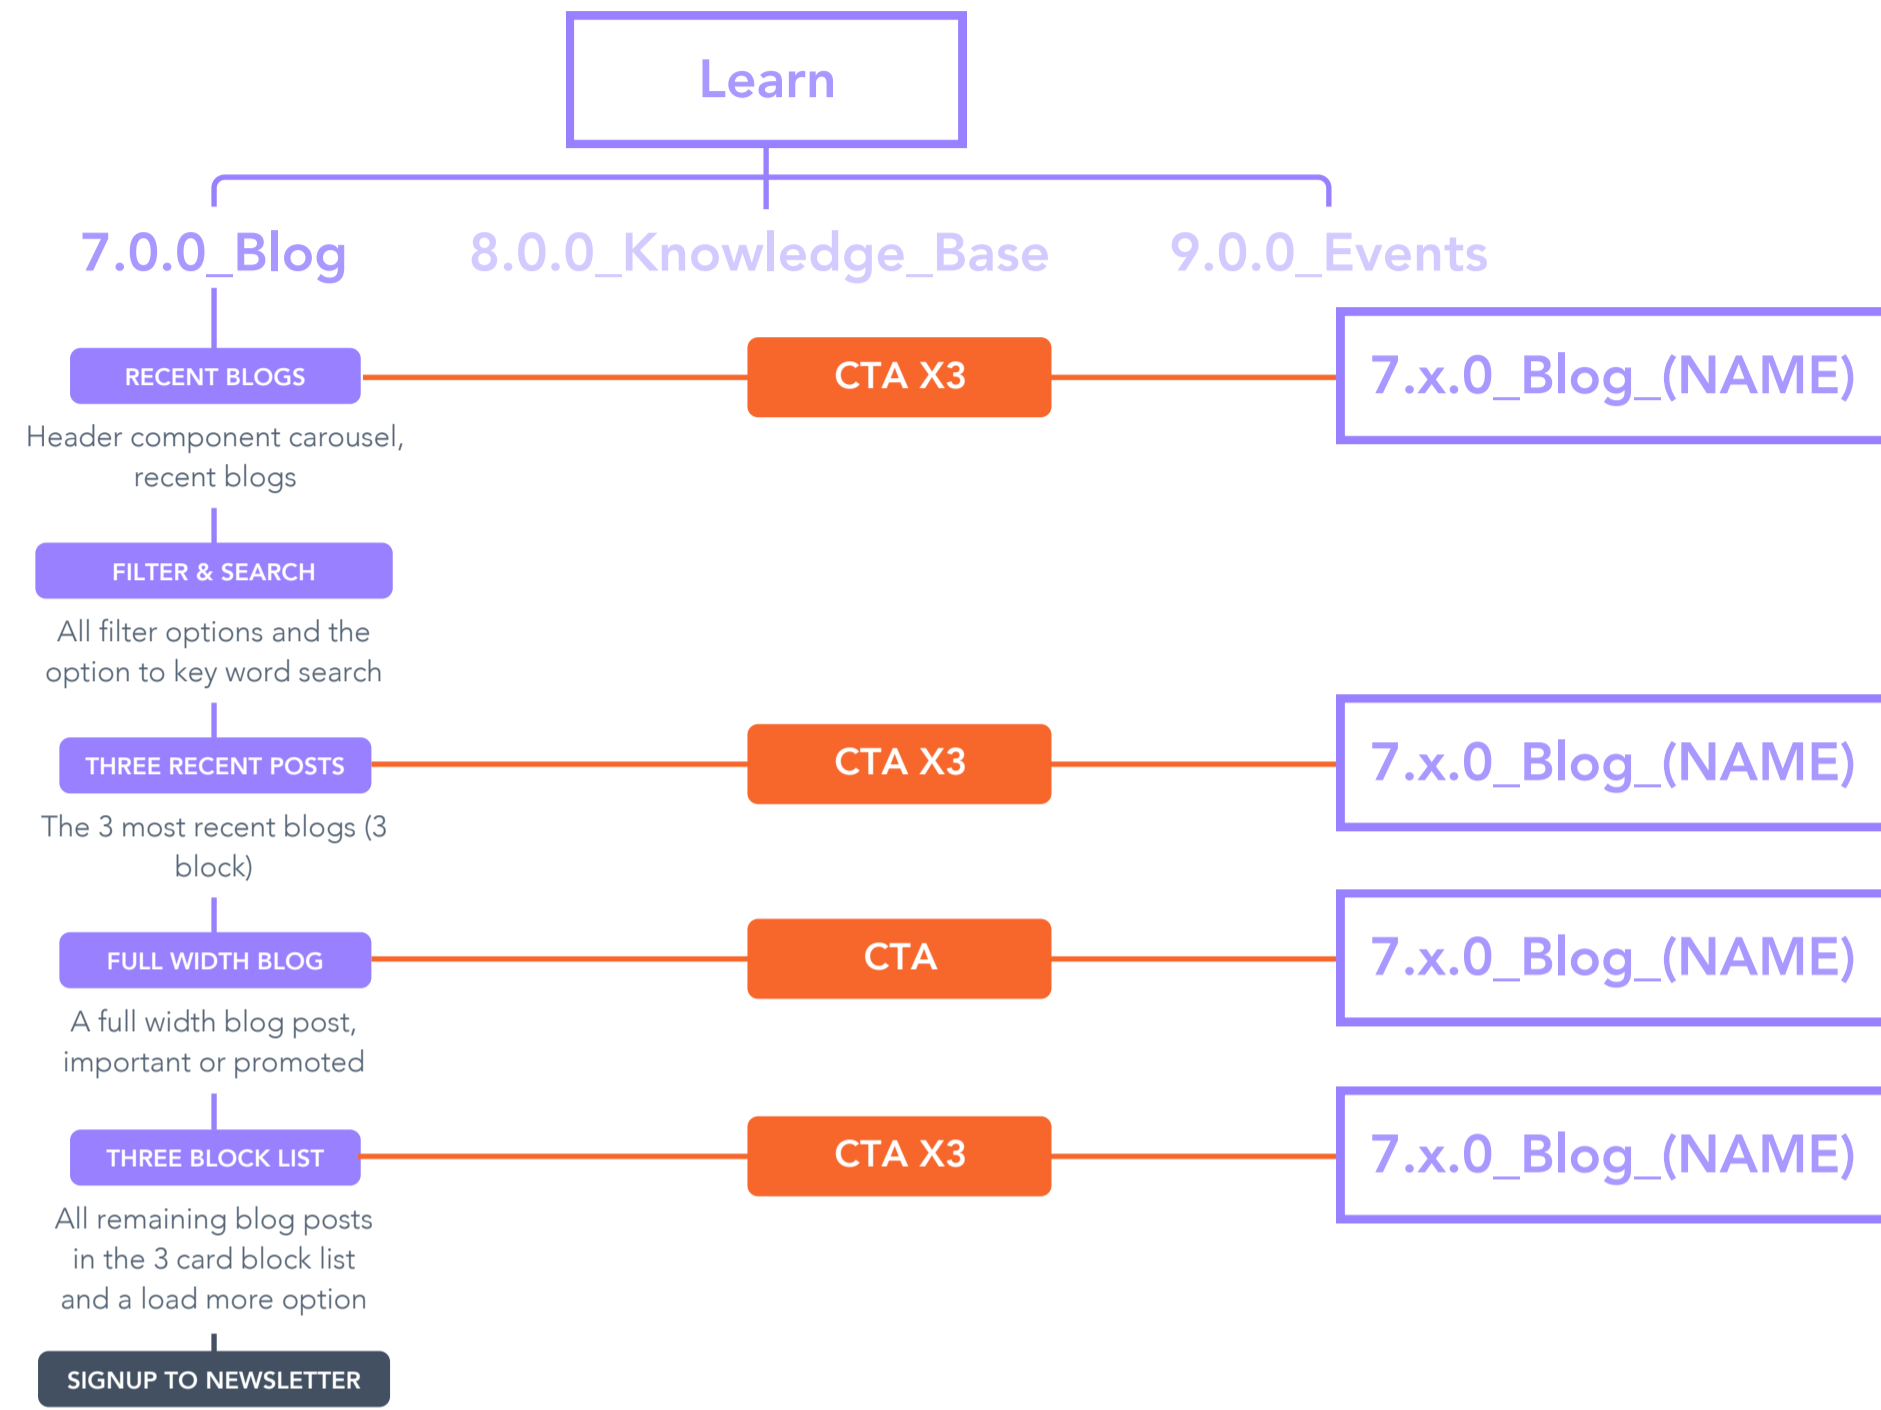 Learn
7.0.0_Blog
8.0.0_Knowledge_Base
9.0.0_Events
RECENT BLOGS
CTA X3
7.x.0_Blog_(NAME)
Header component carousel,
recent blogs
FILTER & SEARCH
All filter options and the
option to key word search
THREE RECENT POSTS
CTA X3
7.x.0_Blog_(NAME)
The 3 most recent blogs (3
block)
FULL WIDTH BLOG
CTA
7.x.0_Blog_(NAME)
A full width blog post,
important or promoted
THREE BLOCK LIST
CTA X3
7.x.0_Blog_(NAME)
All remaining blog posts
in the 3 card block list
and a load more option
SIGNUP TO NEWSLETTER